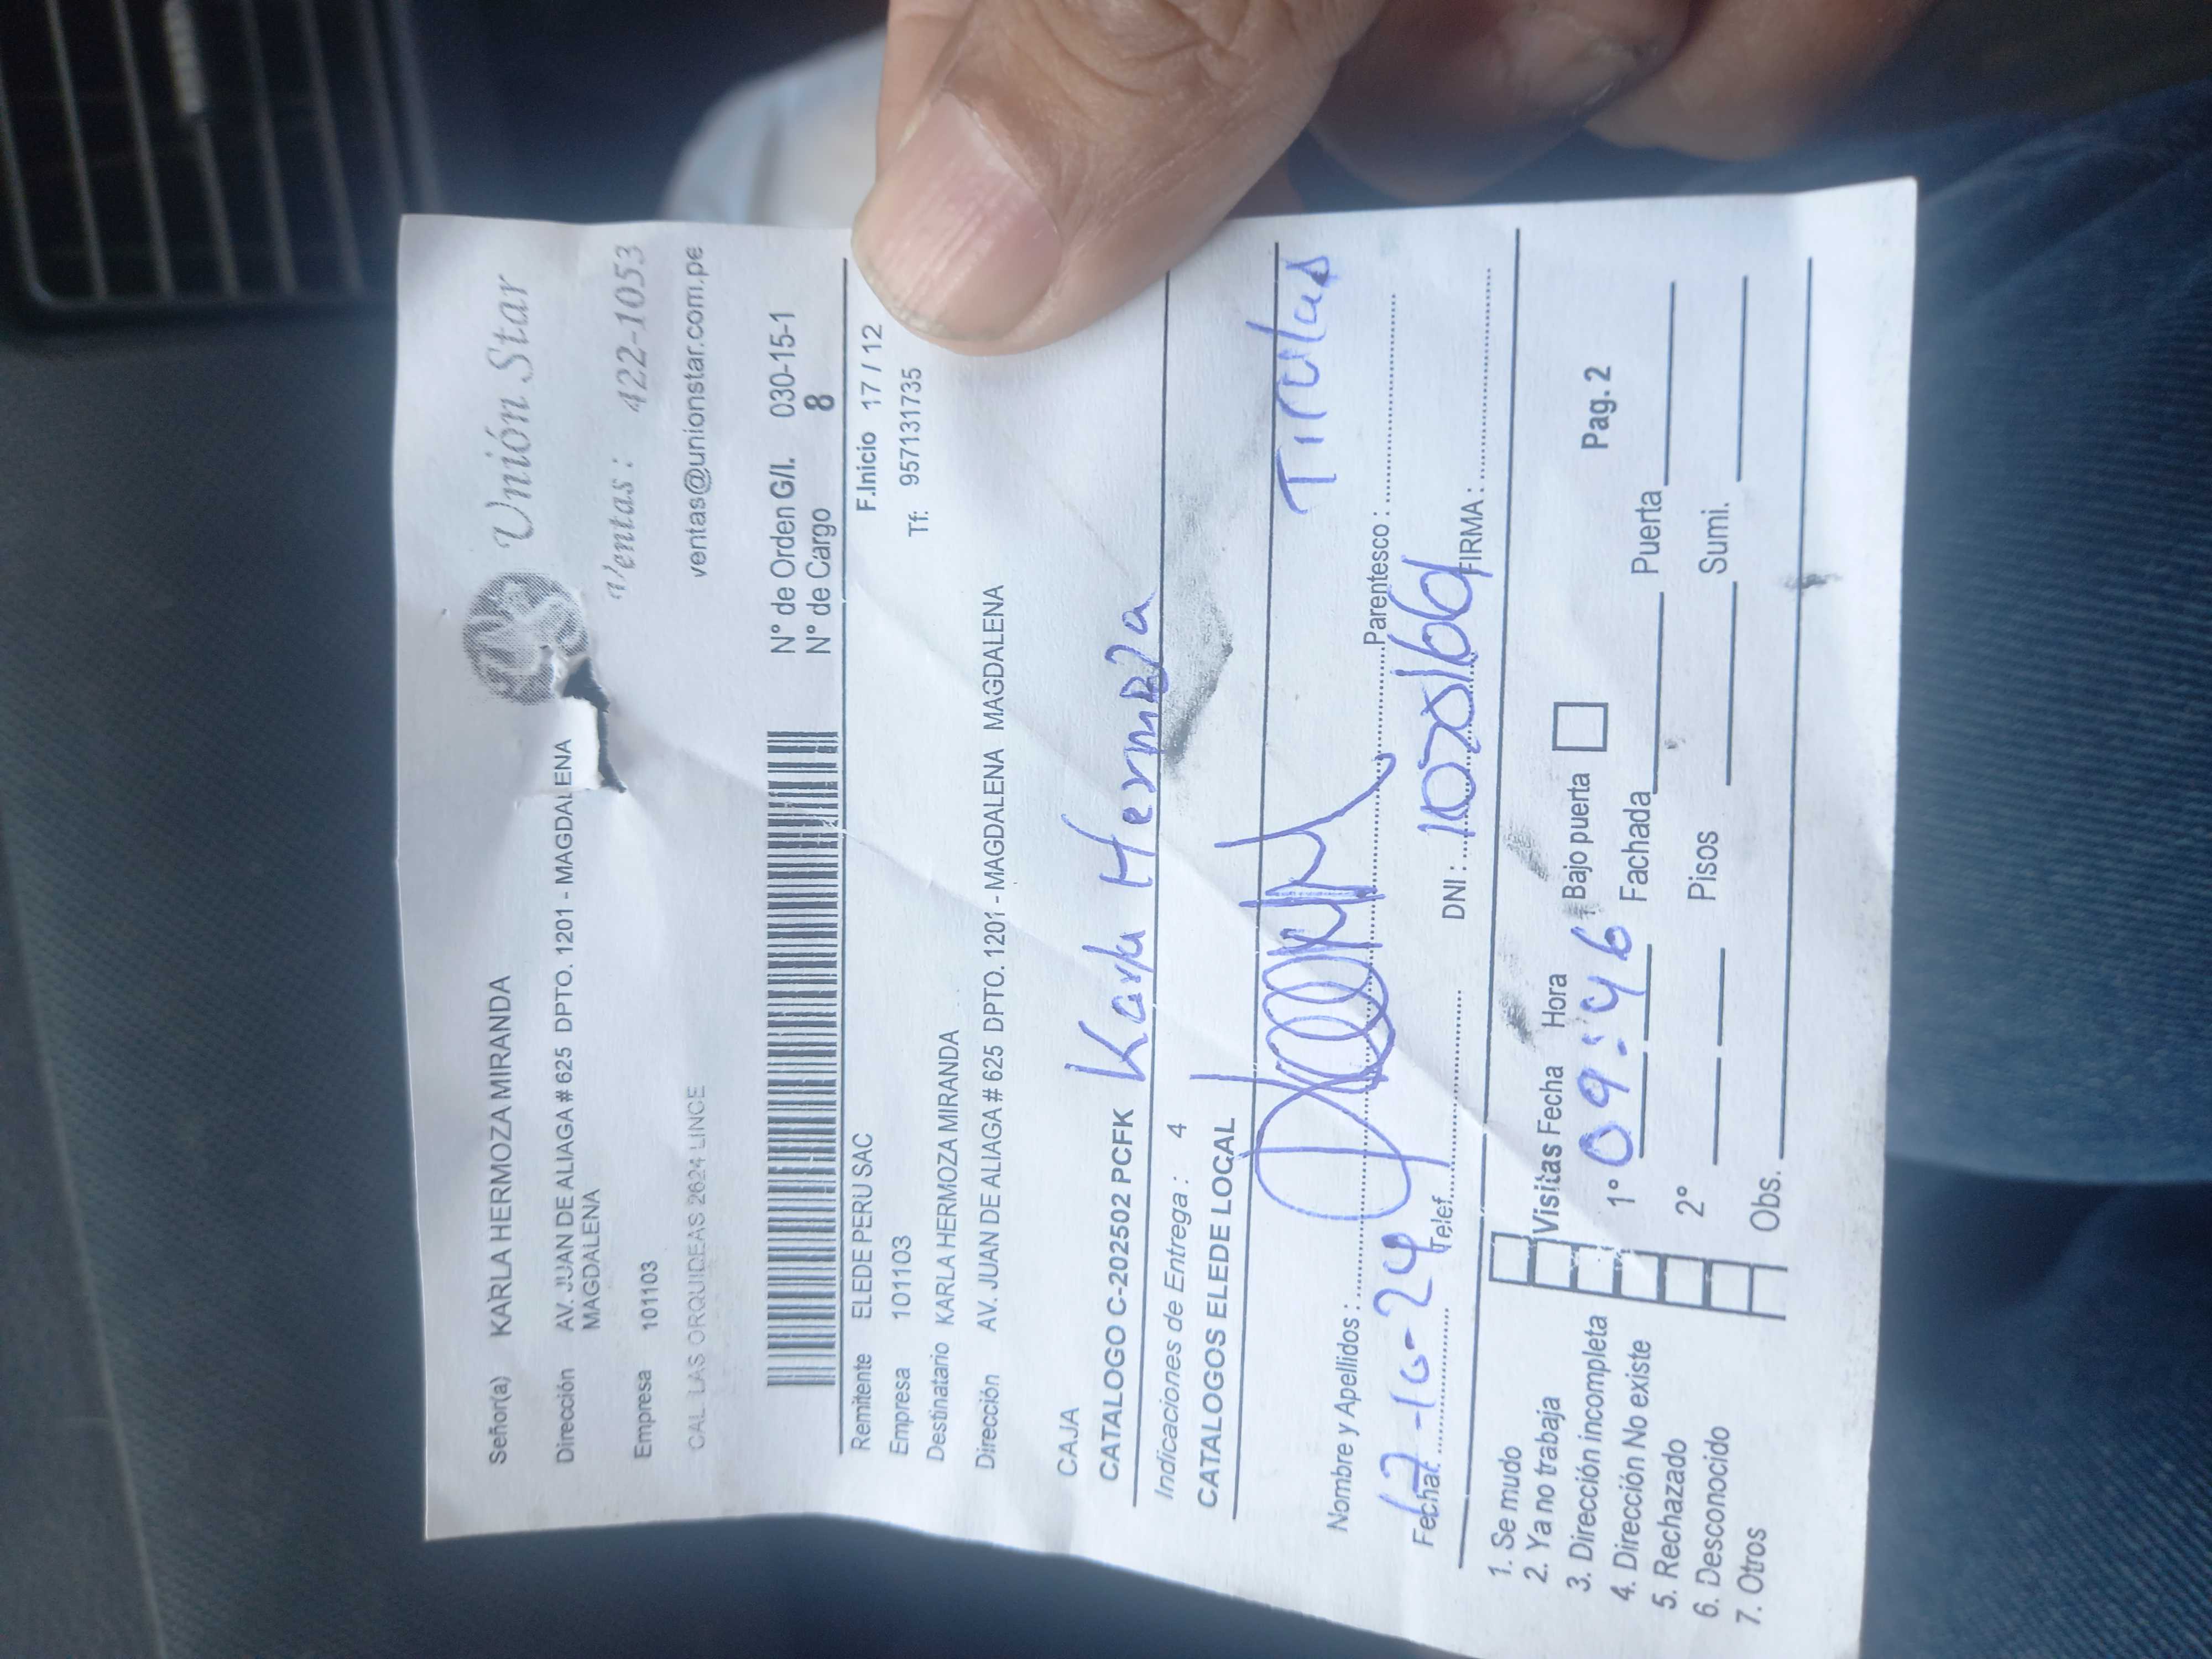 Señor(a) KARLA HERMOZA MIRANDA
Unión Star
Dirección AV. JUAN DE ALIAGA # 625 DPTO. 1201 - MAGDALENA
MAGDALENA
Ventas : 422-1053
Empresa 101103
ventas@unionstar.com.pe
CAL. LAS ORQUIDEAS 2624 LINCE
N° de Orden G/I. 030-15-1
N° de Cargo 8
Remitente ELEDE PERU SAC F.Inicio 17 / 12
Empresa 101103 Tf: 957131735
Destinatario KARLA HERMOZA MIRANDA
Dirección AV. JUAN DE ALIAGA # 625 DPTO. 1201 - MAGDALENA MAGDALENA
CAJA
CATALOGO C-202502 PCFK Karla Hermoza
Indicaciones de Entrega : 4
CATALOGOS ELEDE LOCAL
Titular
Nombre y Apellidos : Parentesco :
Fecha: Telef. DNI : FIRMA :
1. Se mudo
2. Ya no trabaja
3. Dirección incompleta
4. Dirección No existe
5. Rechazado
6. Desconocido
7. Otros
Visitas Fecha Hora Bajo puerta Pag. 2
1° 09:46 Fachada Puerta
2° Pisos Sumi.
Obs.